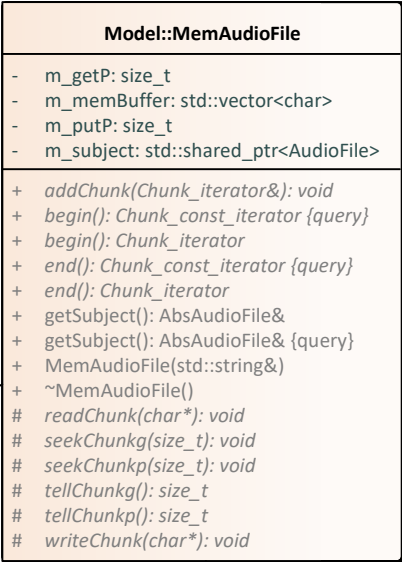 Model::MemAudioFile
- m_getP: size_t
- m_memBuffer: std::vector<char>
- m_putP: size_t
- m_subject: std::shared_ptr<AudioFile>
+ addChunk(Chunk_iterator&): void
+ begin(): Chunk_const_iterator {query}
+ begin(): Chunk_iterator
+ end(): Chunk_const_iterator {query}
+ end(): Chunk_iterator
+ getSubject(): AbsAudioFile&
+ getSubject(): AbsAudioFile& {query}
+ MemAudioFile(std::string&)
+ ~MemAudioFile()
# readChunk(char*): void
# seekChunkg(size_t): void
# seekChunkp(size_t): void
# tellChunkg(): size_t
# tellChunkp(): size_t
# writeChunk(char*): void